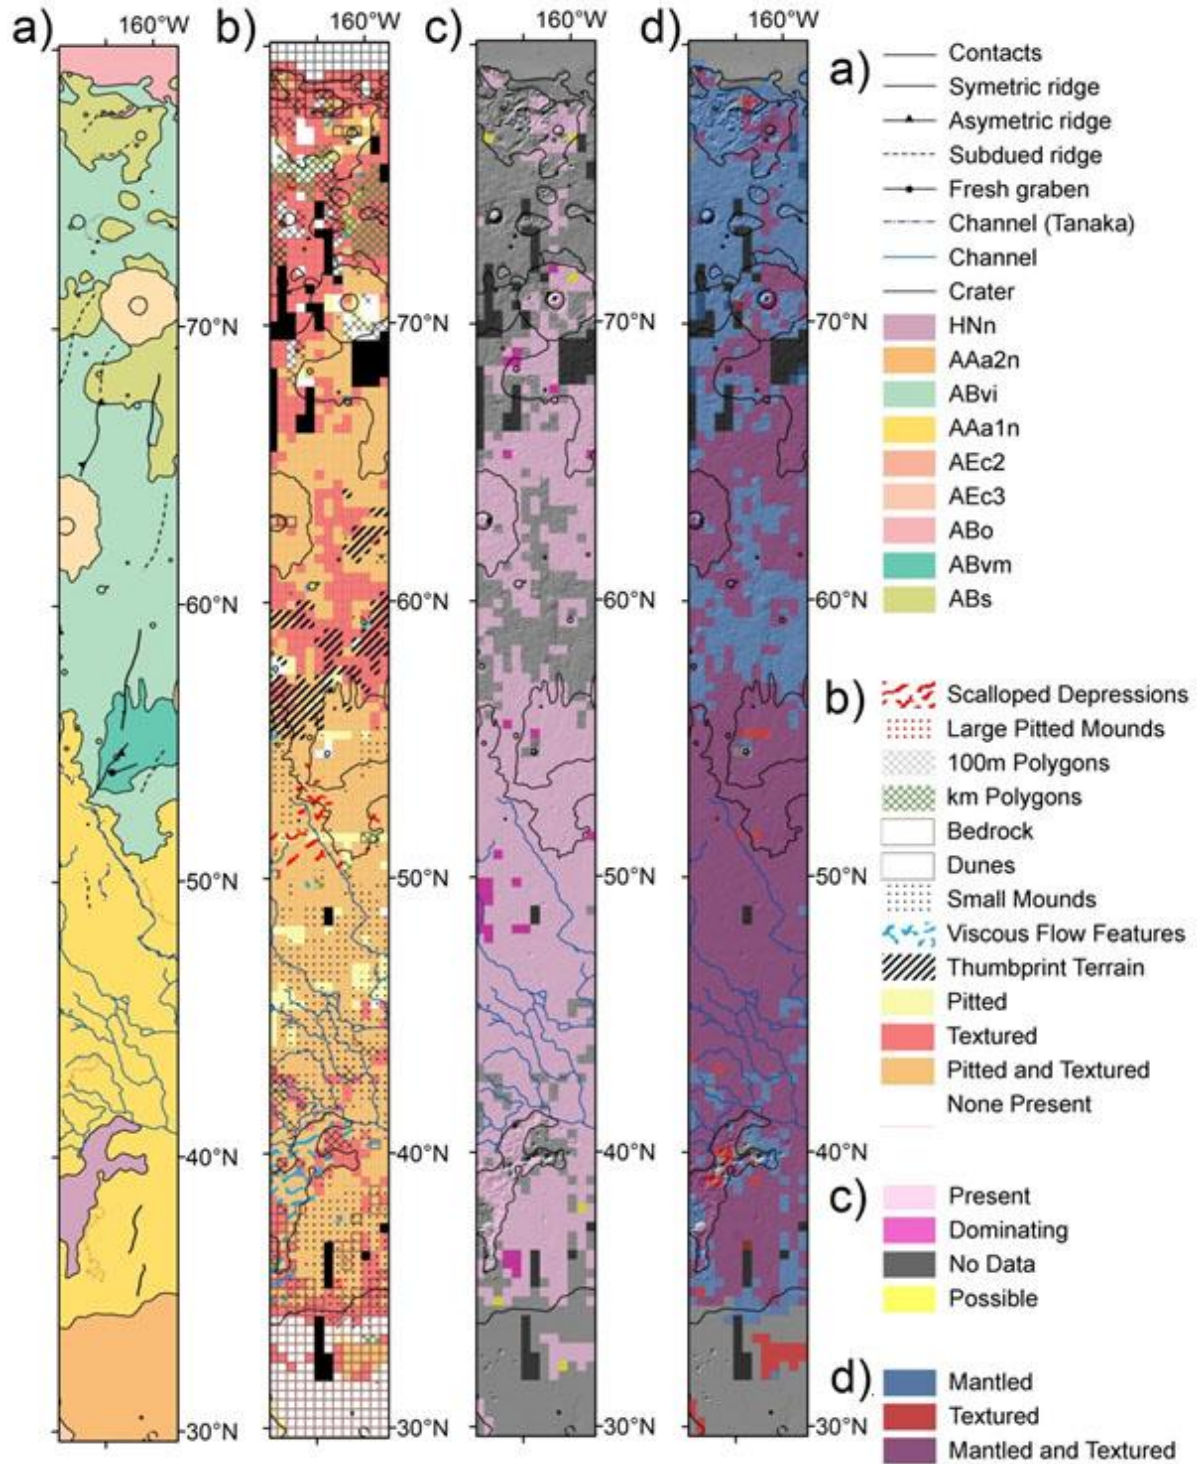 a)
160°W
b)
160°W
c)
160°W
d)
160°W
70°N
70°N
70°N
70°N
60°N
60°N
60°N
60°N
50°N
50°N
50°N
50°N
40°N
40°N
40°N
40°N
30°N
30°N
30°N
30°N
a)
Contacts
Symetric ridge
Asymetric ridge
Subdued ridge
Fresh graben
Channel (Tanaka)
Channel
Crater
HNn
AAa2n
ABvi
AAa1n
AEc2
AEc3
ABo
ABvm
ABs
b)
Scalloped Depressions
Large Pitted Mounds
100m Polygons
km Polygons
Bedrock
Dunes
Small Mounds
Viscous Flow Features
Thumbprint Terrain
Pitted
Textured
Pitted and Textured
None Present
c)
Present
Dominating
No Data
Possible
d)
Mantled
Textured
Mantled and Textured